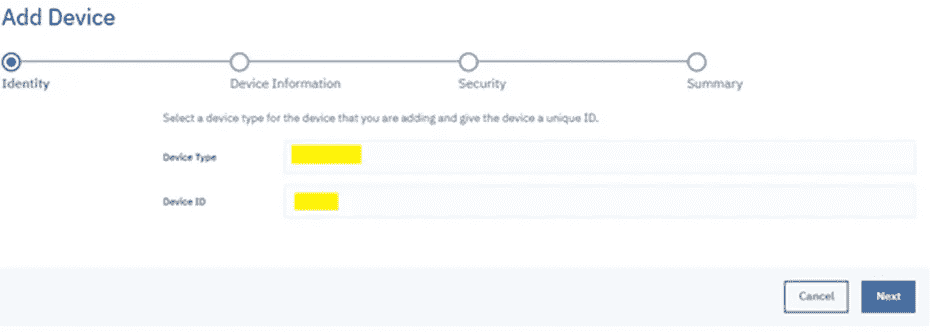 Add Device
Identity Device Information Security Summary
Select a device type for the device that you are adding and give the device a unique ID.
Device Type
Device ID
Cancel Next